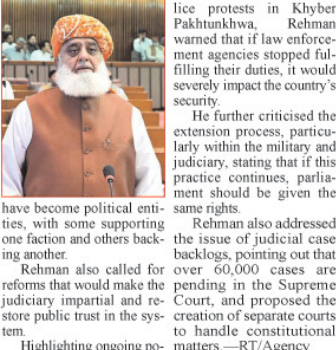 have become political enti-
ties, with some supporting
one faction and others back-
ing another.
Rehman also called for
reforms that would make the
judiciary impartial and re-
store public trust in the sys-
tem.
Highlighting ongoing po-
lice protests in Khyber
Pakhtunkhwa, Rehman
warned that if law enforce-
ment agencies stopped ful-
filling their duties, it would
severely impact the country's
security.
He further criticised the
extension process, particu-
larly within the military and
judiciary, stating that if this
practice continues, parlia-
ment should be given the
same rights.
Rehman also addressed
the issue of judicial case
backlogs, pointing out that
over 60,000 cases are
pending in the Supreme
Court, and proposed the
creation of separate courts
to handle constitutional
matters.—RT/Agency